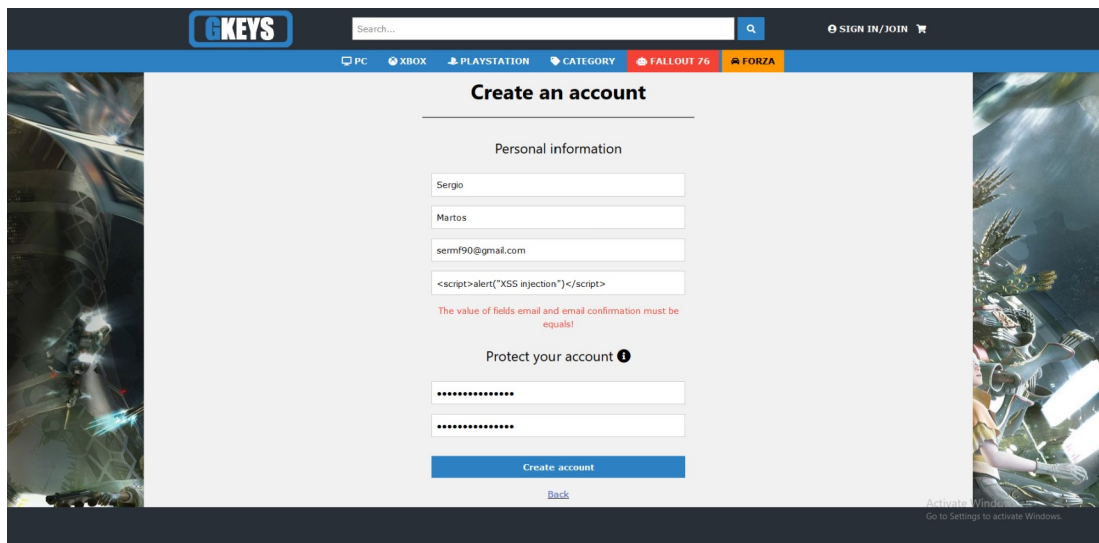 GKEYS
Search...
SIGN IN/JOIN
PC XBOX PLAYSTATION CATEGORY FALLOUT 76 FORZA
Create an account
Personal information
Sergio
Martos
sermf90@gmail.com
<script>alert("XSS injection")</script>
The value of fields email and email confirmation must be
equals!
Protect your account
•••••••••••••••
•••••••••••••••
Create account
Back
Activate Windows
Go to Settings to activate Windows.